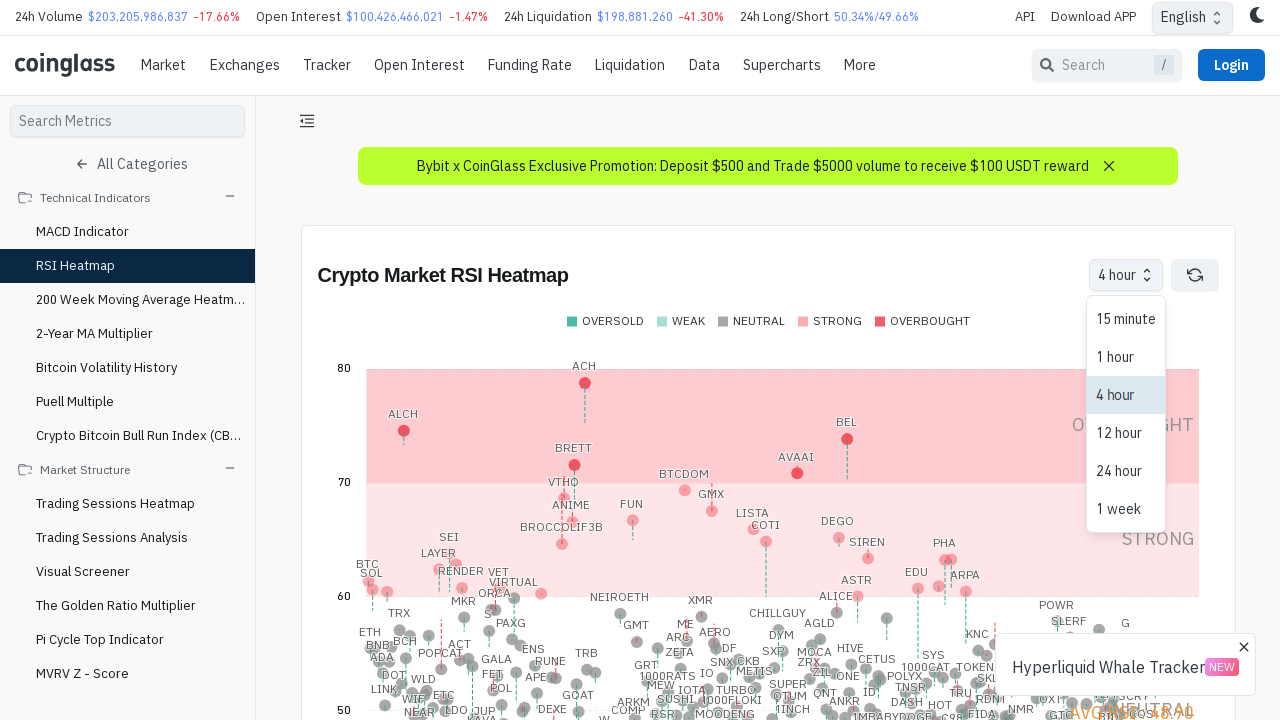 24h Volume $203,205,986,837 -17.66% Open Interest $100,426,466,021 -1.47% 24h Liquidation $198,881,260 -41.30% 24h Long/Short 50.34%/49.66% API Download APP English
coinglass Market Exchanges Tracker Open Interest Funding Rate Liquidation Data Supercharts More Search / Login
Search Metrics
All Categories
Technical Indicators
MACD Indicator
RSI Heatmap
200 Week Moving Average Heatm...
2-Year MA Multiplier
Bitcoin Volatility History
Puell Multiple
Crypto Bitcoin Bull Run Index (CB...
Market Structure
Trading Sessions Heatmap
Trading Sessions Analysis
Visual Screener
The Golden Ratio Multiplier
Pi Cycle Top Indicator
MVRV Z - Score
Bybit x CoinGlass Exclusive Promotion: Deposit $500 and Trade $5000 volume to receive $100 USDT reward
Crypto Market RSI Heatmap
4 hour
15 minute
1 hour
4 hour
12 hour
24 hour
1 week
OVERSOLD WEAK NEUTRAL STRONG OVERBOUGHT
80
ACH
ALCH
BEL
BRETT
AVAAI
BTCDOM
70
VTHO
GMX
ANIME
FUN
LISTA
BROCCOLIF3B
COTI
DEGO
SEI
SIREN
STRONG
PHA
LAYER
BTC
SOL
RENDER
VET
EDU
ARPA
VIRTUAL
ASTR
ORCA
60
NEIROETH
ALICE
MKR
XMR
POWR
TRX
S
CHILLGUY
PAXG
GMT
ME
AGLD
SLERF
G
ETH
AERO
DYM
KNC
BNB
BCH
ACT
ENS
ARC
DF
SXP
MOCA
HIVE
ADA
POPCAT
GALA
RUNE
TRB
ZETA
SNX
CKB
ZRX
CETUS
SYS
GRT
1000CAT
TOKEN
DOT
WLD
FET
APE
1000RATS
IO
METIS
ZIL
ONE
POLYX
LINK
POL
MEW
IOTA
TURBO
SUPER
QNT
ID
TNSR
TRU
WIF
ETC
GOAT
ARKM
SUSHI
QTUM
ANKR
DASH
HOT
RDNT
NEAR
LDO
JUP
DEXE
COMP
RSR
MOODENG
1INCH
FIDA
NMR
50
NEUTRAL
Hyperliquid Whale Tracker NEW